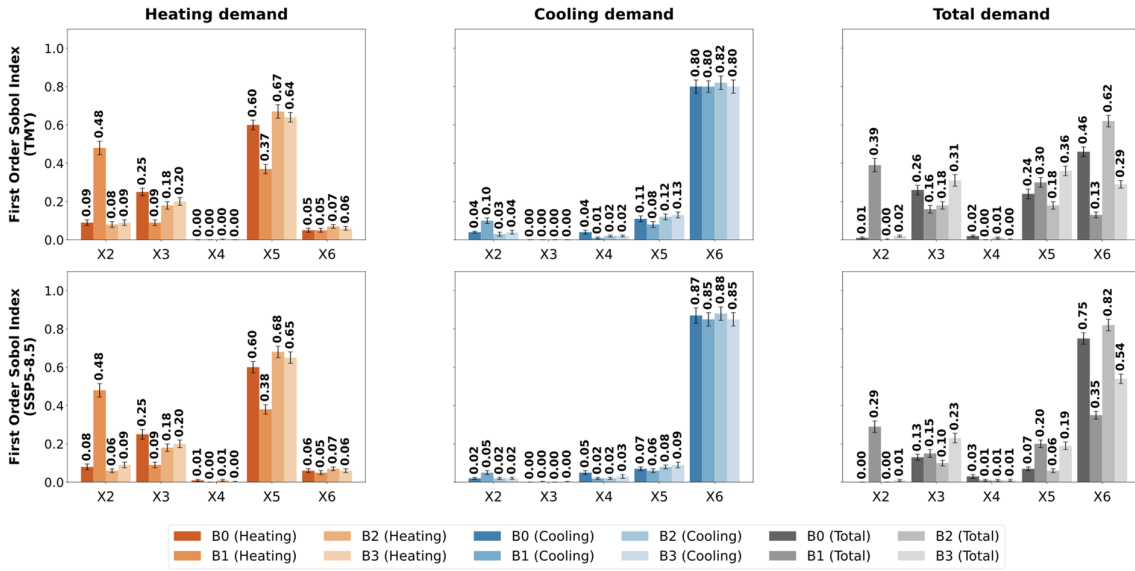 Heating demand
Cooling demand
Total demand
First Order Sobol Index
(TMY)
1.0
0.8
0.6
0.4
0.2
0.0
0.09 0.48 0.08 0.09
0.25 0.09 0.18 0.20
0.00 0.00 0.00 0.00
0.60 0.37 0.67 0.64
0.05 0.05 0.07 0.06
X2 X3 X4 X5 X6
0.04 0.10 0.03 0.04
0.00 0.00 0.00 0.00
0.04 0.01 0.02 0.02
0.11 0.08 0.12 0.13
0.80 0.80 0.82 0.80
X2 X3 X4 X5 X6
0.01 0.39 0.00 0.02
0.26 0.16 0.18 0.31
0.02 0.00 0.01 0.00
0.24 0.30 0.18 0.36
0.46 0.13 0.62 0.29
X2 X3 X4 X5 X6
First Order Sobol Index
(SSP5-8.5)
1.0
0.8
0.6
0.4
0.2
0.0
0.08 0.48 0.06 0.09
0.25 0.09 0.18 0.20
0.01 0.00 0.01 0.00
0.60 0.38 0.68 0.65
0.06 0.05 0.07 0.06
X2 X3 X4 X5 X6
0.02 0.05 0.02 0.02
0.00 0.00 0.00 0.00
0.05 0.02 0.02 0.03
0.07 0.06 0.08 0.09
0.87 0.85 0.88 0.85
X2 X3 X4 X5 X6
0.00 0.29 0.00 0.01
0.13 0.15 0.10 0.23
0.03 0.01 0.01 0.01
0.07 0.20 0.06 0.19
0.75 0.35 0.82 0.54
X2 X3 X4 X5 X6
B0 (Heating) B2 (Heating) B0 (Cooling) B2 (Cooling) B0 (Total) B2 (Total)
B1 (Heating) B3 (Heating) B1 (Cooling) B3 (Cooling) B1 (Total) B3 (Total)